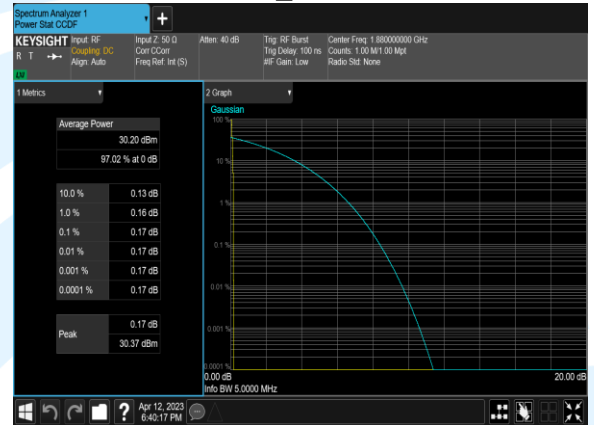 Spectrum Analyzer 1
Power Stat CCDF
KEYSIGHT
R T
LXI
Input: RF
Coupling: DC
Align: Auto
Input Z: 50 Ω
Corr CCorr
Freq Ref: Int (S)
Atten: 40 dB
Trig: RF Burst
Trig Delay: 100 ns
#IF Gain: Low
Center Freq: 1.880000000 GHz
Counts: 1.00 M/1.00 Mpt
Radio Std: None
1 Metrics
Average Power
30.20 dBm
97.02 % at 0 dB
10.0 % 0.13 dB
1.0 % 0.16 dB
0.1 % 0.17 dB
0.01 % 0.17 dB
0.001 % 0.17 dB
0.0001 % 0.17 dB
Peak
0.17 dB
30.37 dBm
2 Graph
Gaussian
100 %
10 %
1 %
0.1 %
0.01 %
0.001 %
0.0001 %
0.00 dB 20.00 dB
Info BW 5.0000 MHz
?
Apr 12, 2023
6:40:17 PM